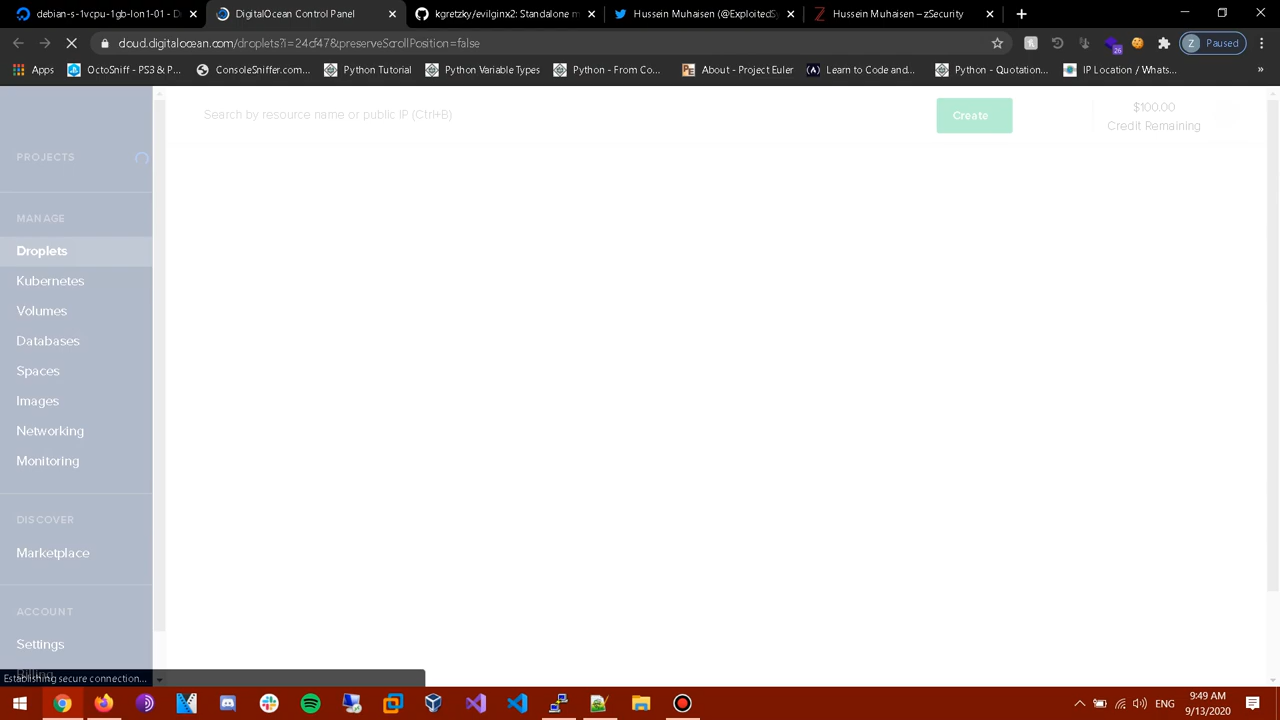 debian-s-1vcpu-1gb-lon1-01 - D
DigitalOcean Control Panel
kgretzky/evilginx2: Standalone m
Hussein Muhaisen (@ExploitedSy
Hussein Muhaisen – zSecurity
cloud.digitalocean.com/droplets?i=24df47&preserveScrollPosition=false
Paused
Apps
OctoSniff - PS3 & P...
ConsoleSniffer.com...
Python Tutorial
Python Variable Types
Python - From Co...
About - Project Euler
Learn to Code and...
Python - Quotation...
IP Location / Whats...
»
26
Search by resource name or public IP (Ctrl+B)
Create
$100.00
Credit Remaining
PROJECTS
MANAGE
Droplets
Kubernetes
Volumes
Databases
Spaces
Images
Networking
Monitoring
DISCOVER
Marketplace
ACCOUNT
Settings
Billing
Establishing secure connection...
ENG
9:49 AM
9/13/2020